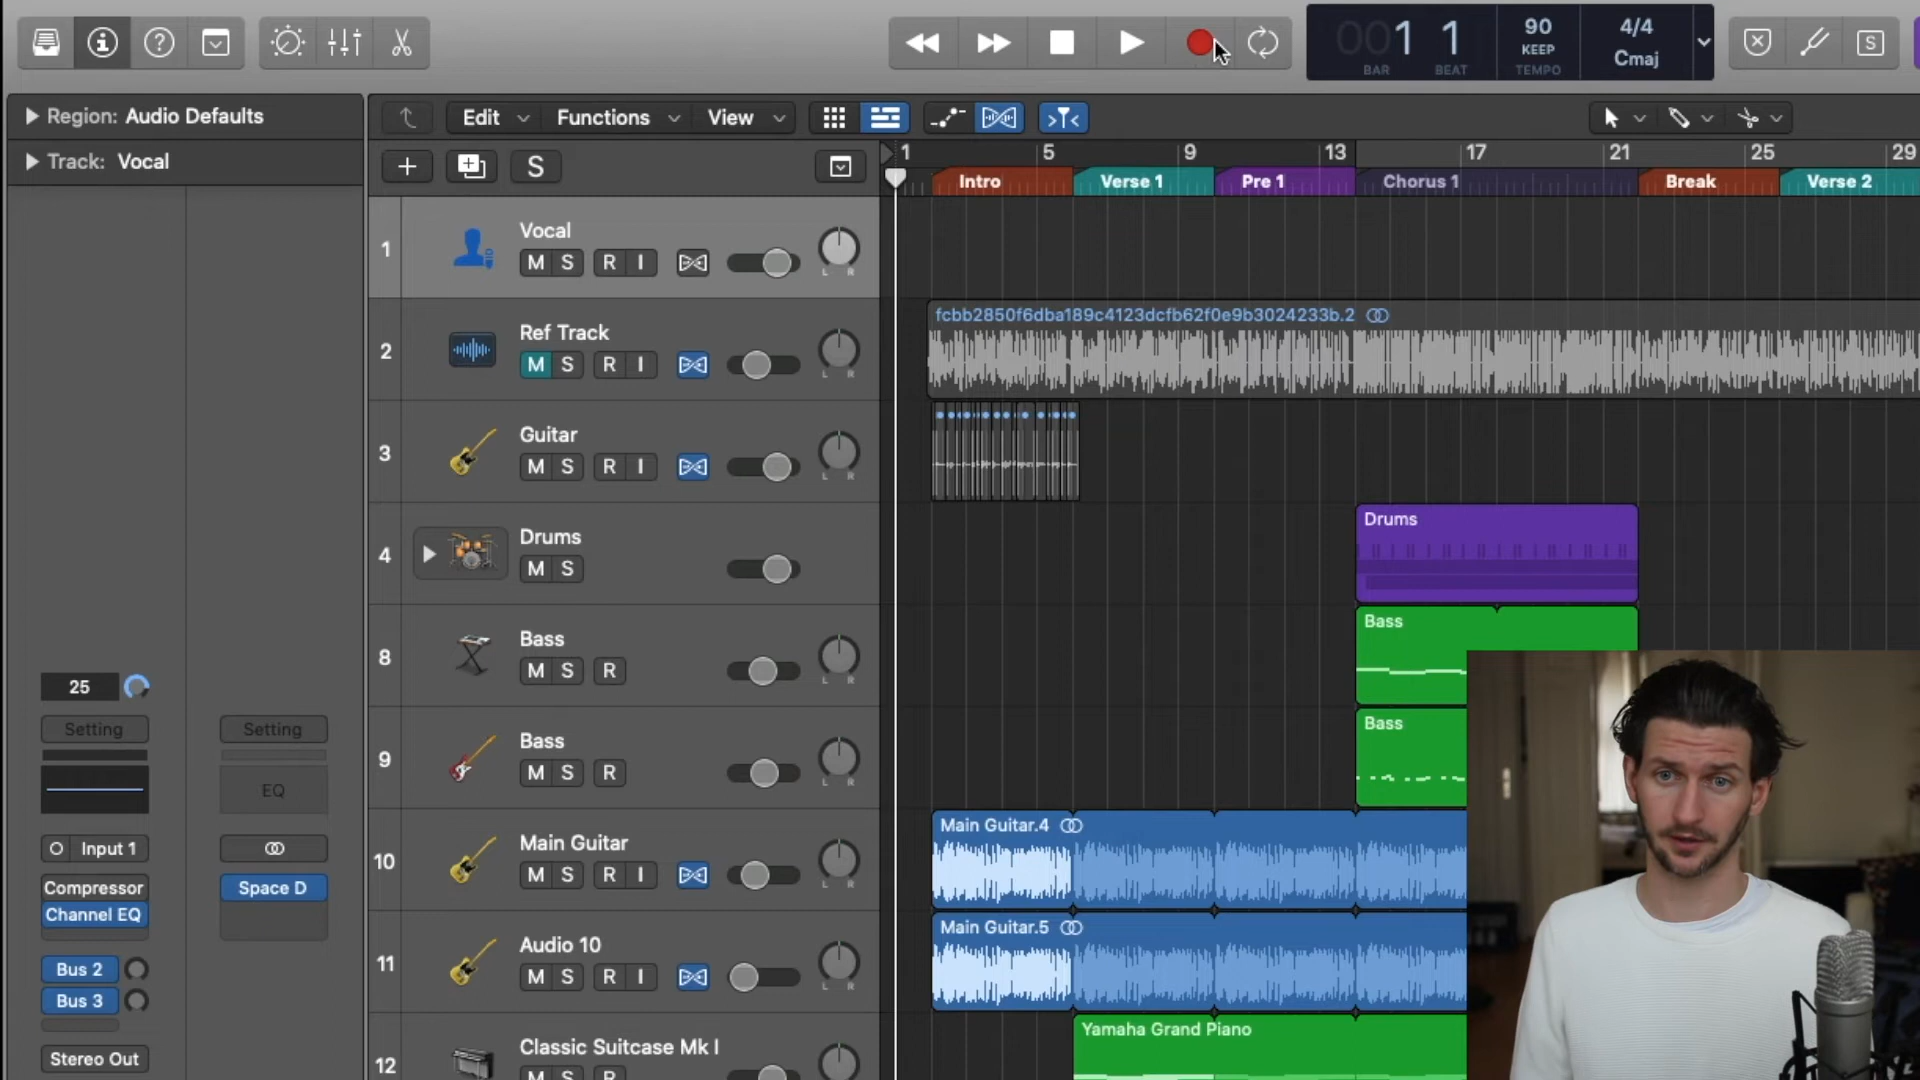 001 1
BAR BEAT
90
KEEP
TEMPO
4/4
Cmaj
S
Region: Audio Defaults
Track: Vocal
Edit Functions View
S
1 5 9 13 17 21 25 29
Intro Verse 1 Pre 1 Chorus 1 Break Verse 2
1 Vocal
M S R I
L R
2 Ref Track
M S R I
L R
fcbb2850f6dba189c4123dcfb62f0e9b3024233b.2
3 Guitar
M S R I
L R
4 Drums
M S
Drums
8 Bass
M S R
L R
Bass
9 Bass
M S R
L R
Bass
10 Main Guitar
M S R I
L R
Main Guitar.4
11 Audio 10
M S R I
L R
Main Guitar.5
12 Classic Suitcase Mk I
M S R
Yamaha Grand Piano
25
Setting Setting
EQ
Input 1
Compressor
Channel EQ
Space D
Bus 2
Bus 3
Stereo Out